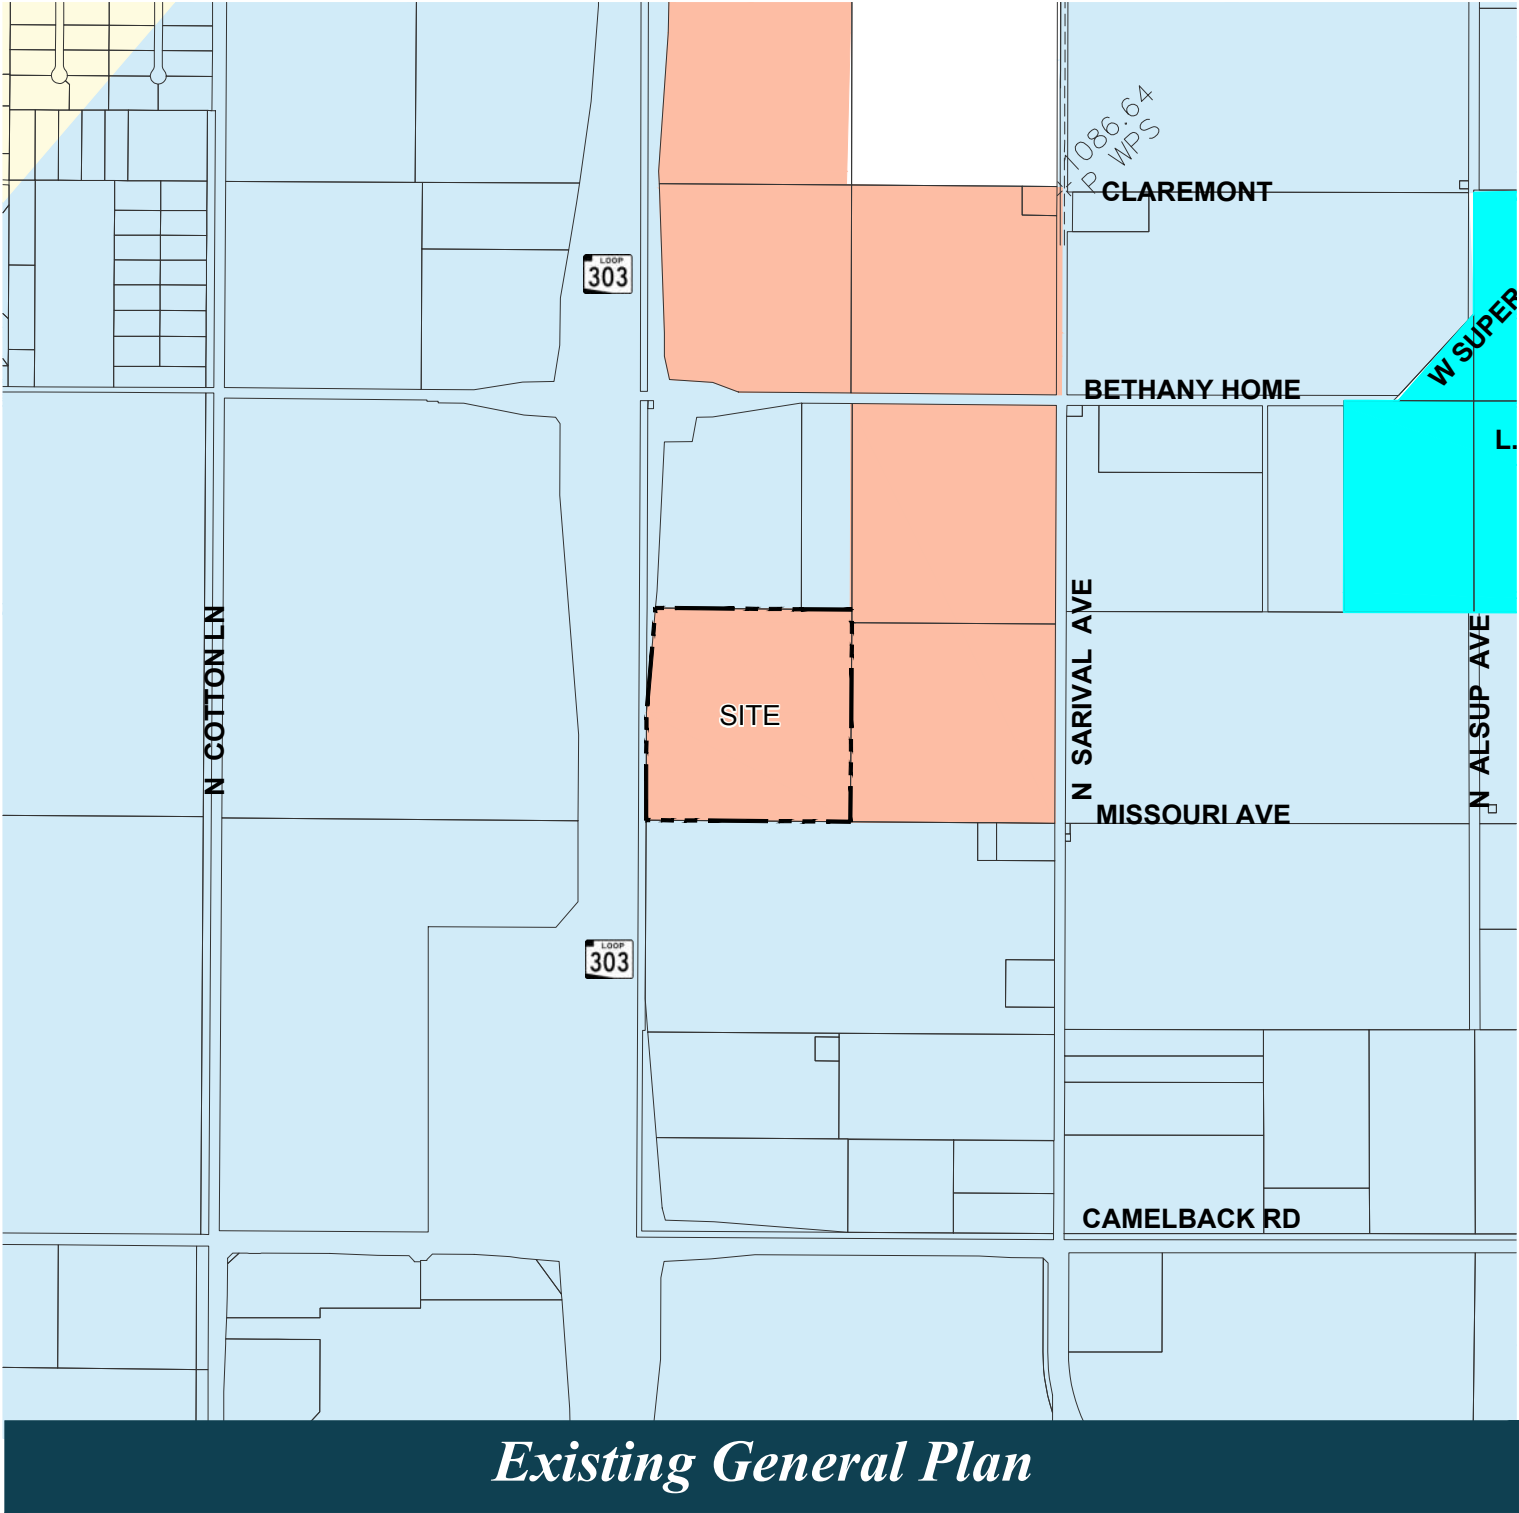 1086.64
P WPS
CLAREMONT
LOOP
303
W SUPER
BETHANY HOME
L.
N COTTON LN
N SARIVAL AVE
N ALSUP AVE
SITE
MISSOURI AVE
LOOP
303
CAMELBACK RD
Existing General Plan